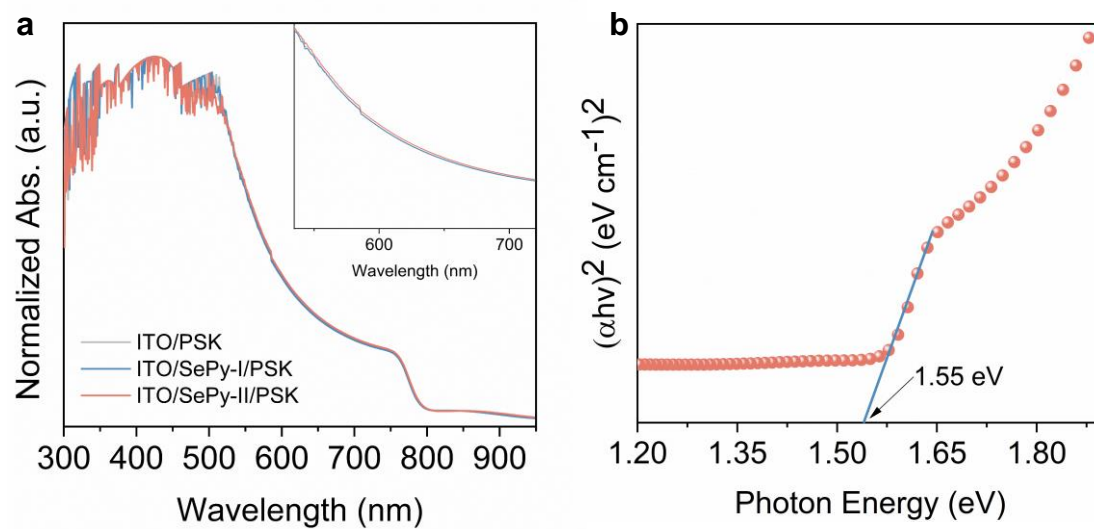 a
Normalized Abs. (a.u.)
600 700
Wavelength (nm)
ITO/PSK
ITO/SePy-I/PSK
ITO/SePy-II/PSK
300 400 500 600 700 800 900
Wavelength (nm)
b
(αhν)2 (eV cm-1)2
1.55 eV
1.20 1.35 1.50 1.65 1.80
Photon Energy (eV)